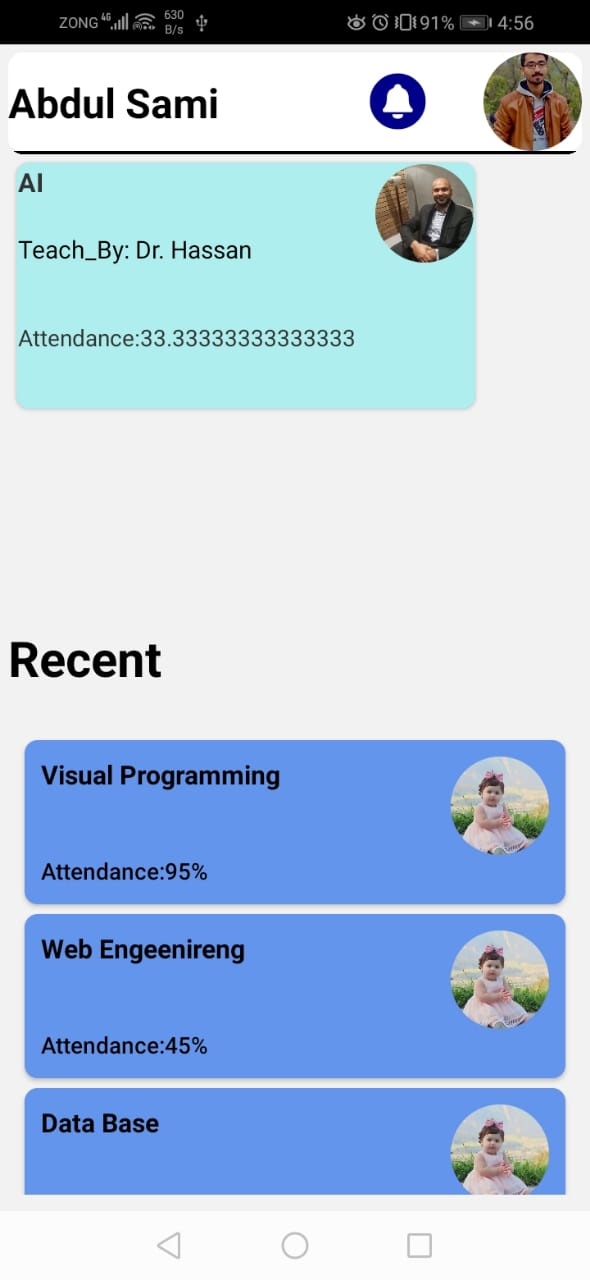 ZONG 4G 630 B/s 91% 4:56
Abdul Sami
AI
Teach_By: Dr. Hassan
Attendance:33.33333333333333
Recent
Visual Programming
Attendance:95%
Web Engeenireng
Attendance:45%
Data Base